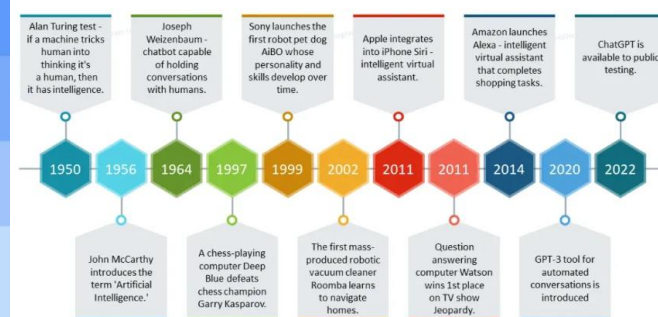 Alan Turing test -
if a machine tricks
human into
thinking it's
a human, then
it has intelligence.
Joseph
Weizenbaum -
chatbot capable
of holding
conversations
with humans.
Sony launches the
first robot pet dog
AiBO whose
personality and
skills develop over
time.
Apple integrates
into iPhone Siri -
intelligent virtual
assistant.
Amazon launches
Alexa - intelligent
virtual assistant
that completes
shopping tasks.
ChatGPT is
available to public
testing.
1950
1956
1964
1997
1999
2002
2011
2011
2014
2020
2022
John McCarthy
introduces the
term 'Artificial
Intelligence.'
A chess-playing
computer Deep
Blue defeats
chess champion
Garry Kasparov.
The first mass-
produced robotic
vacuum cleaner
Roomba learns
to navigate
homes.
Question
answering
computer Watson
wins 1st place
on TV show
Jeopardy.
GPT-3 tool for
automated
conversations is
introduced